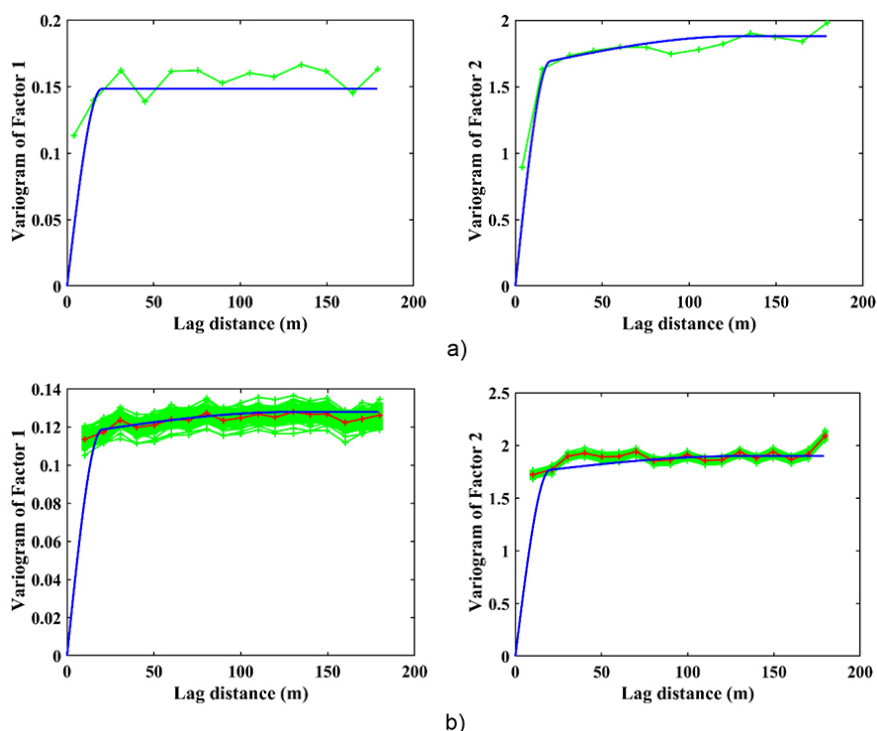 0.2
0.15
0.1
0.05
0
Variogram of Factor 1
0 50 100 150 200
Lag distance (m)
2
1.5
1
0.5
0
Variogram of Factor 2
0 50 100 150 200
Lag distance (m)
a)
0.14
0.12
0.1
0.08
0.06
0.04
0.02
0
Variogram of Factor 1
0 50 100 150 200
Lag distance (m)
2.5
2
1.5
1
0.5
0
Variogram of Factor 2
0 50 100 150 200
Lag distance (m)
b)